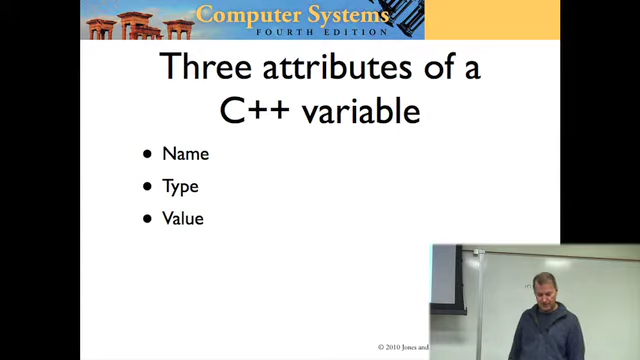 Computer Systems
FOURTH EDITION
Three attributes of a
C++ variable
• Name
• Type
• Value
© 2010 Jones and